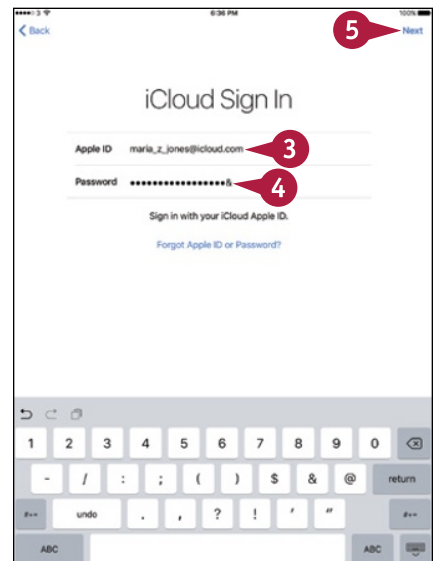 3 6:36 PM 100%
Back 5 Next
iCloud Sign In
Apple ID maria_z_jones@icloud.com 3
Password •••••••••••••••••& 4
Sign in with your iCloud Apple ID.
Forgot Apple ID or Password?
1 2 3 4 5 6 7 8 9 0
- / : ; ( ) $ & @ return
#+= undo . , ? ! ' " #+=
ABC ABC